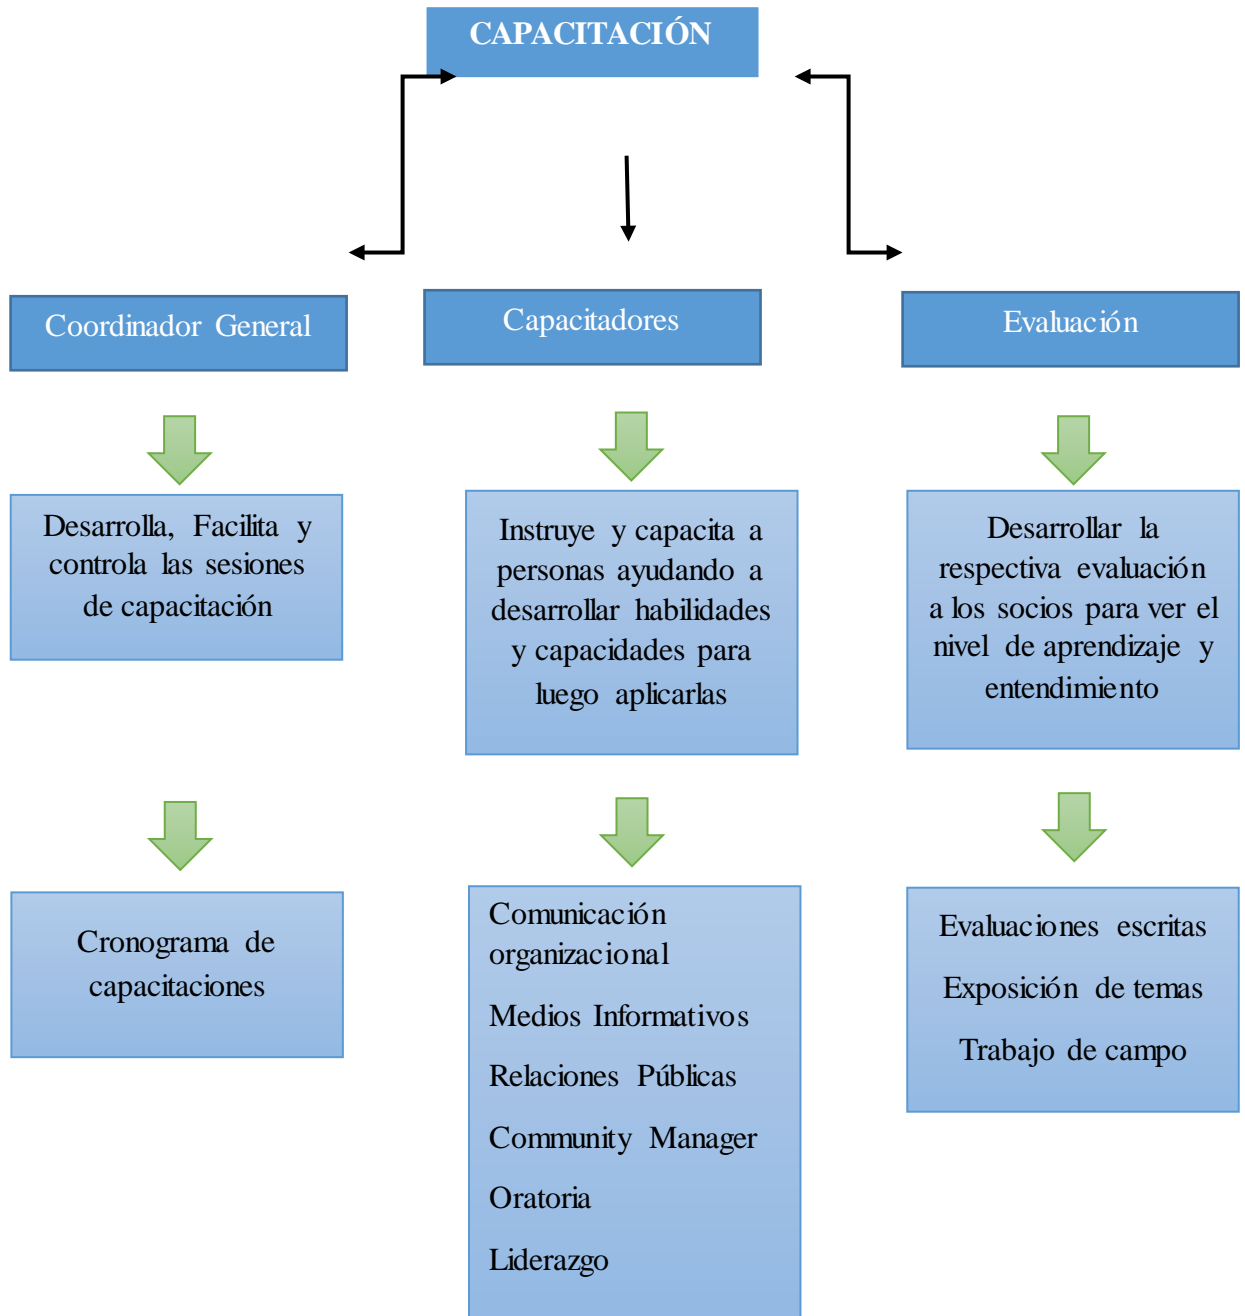 CAPACITACIÓN
Coordinador General
Capacitadores
Evaluación
Desarrolla, Facilita y
controla las sesiones
de capacitación
Instruye y capacita a
personas ayudando a
desarrollar habilidades
y capacidades para
luego aplicarlas
Desarrollar la
respectiva evaluación
a los socios para ver el
nivel de aprendizaje y
entendimiento
Cronograma de
capacitaciones
Comunicación
organizacional
Medios Informativos
Relaciones Públicas
Community Manager
Oratoria
Liderazgo
Evaluaciones escritas
Exposición de temas
Trabajo de campo